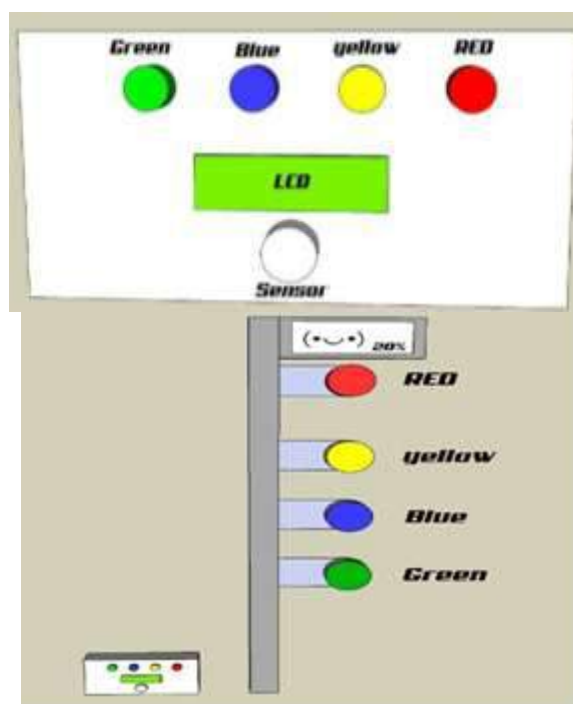 Green Blue yellow RED
LCD
Sensor
(•‿•) 20%
RED
yellow
Blue
Green